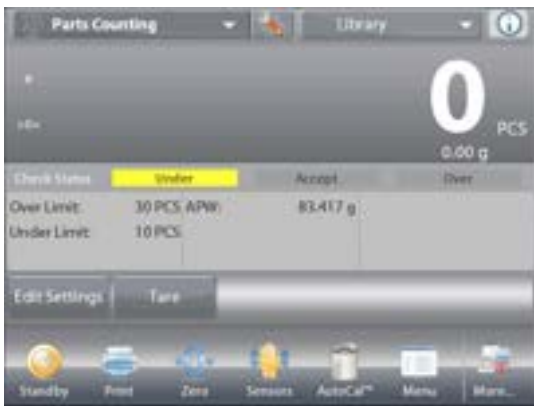 Parts Counting Library
0
PCS
0.00 g
Check Status Under Accept Over
Over Limit: 30 PCS APW: 83.417 g
Under Limit: 10 PCS
Edit Settings Tare
Standby Print Zero Sensors AutoCal™ Menu More...